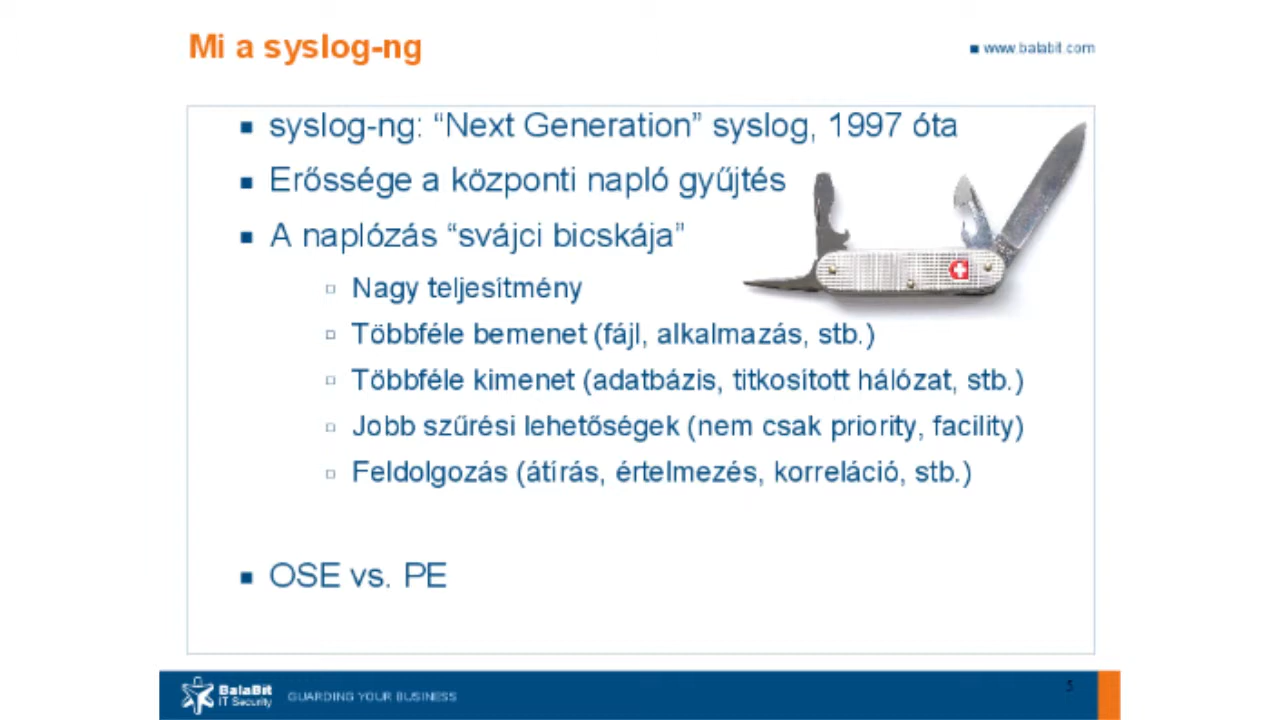 Mi a syslog-ng
www.balabit.com
syslog-ng: “Next Generation” syslog, 1997 óta
Erőssége a központi napló gyűjtés
A naplózás “svájci bicskája”
Nagy teljesítmény
Többféle bemenet (fájl, alkalmazás, stb.)
Többféle kimenet (adatbázis, titkosított hálózat, stb.)
Jobb szűrési lehetőségek (nem csak priority, facility)
Feldolgozás (átírás, értelmezés, korreláció, stb.)
OSE vs. PE
BalaBit
IT Security
GUARDING YOUR BUSINESS
5